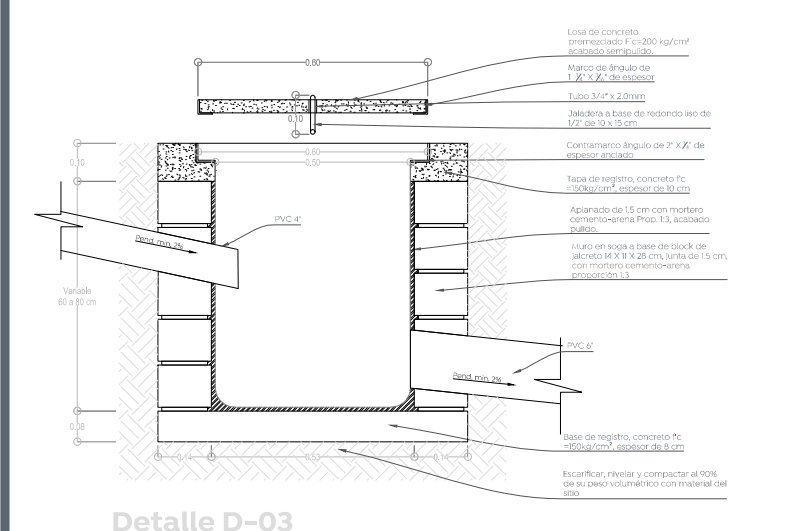 Losa de concreto
premezclado F´c=200 kg/cm²
acabado semipulido.
Marco de ángulo de
de espesor
Tubo 3/4" x 2.0mm
Jaladera a base de redondo liso de
1/2" de 10 x 15 cm
Contramarco ángulo de 2" X de
espesor anclado
Tapa de registro, concreto f'c
=150kg/cm², espesor de 10 cm
Aplanado de 1.5 cm con mortero
cemento-arena Prop. 1:3, acabado
pulido.
Muro en soga a base de block de
jalcreto 14 X 11 X 28 cm, junta de 1.5 cm,
con mortero cemento-arena
proporción 1:3
0.60
0.10
0.60
0.50
0.10
PVC 4"
Pend. min. 2%
Variable
60 a 80 cm
PVC 6"
Pend. min. 2%
0.08
Base de registro, concreto f'c
=150kg/cm², espesor de 8 cm
0.14
0.53
0.14
Escarificar, nivelar y compactar al 90%
de su peso volumétrico con material del
sitio
Detalle D-03